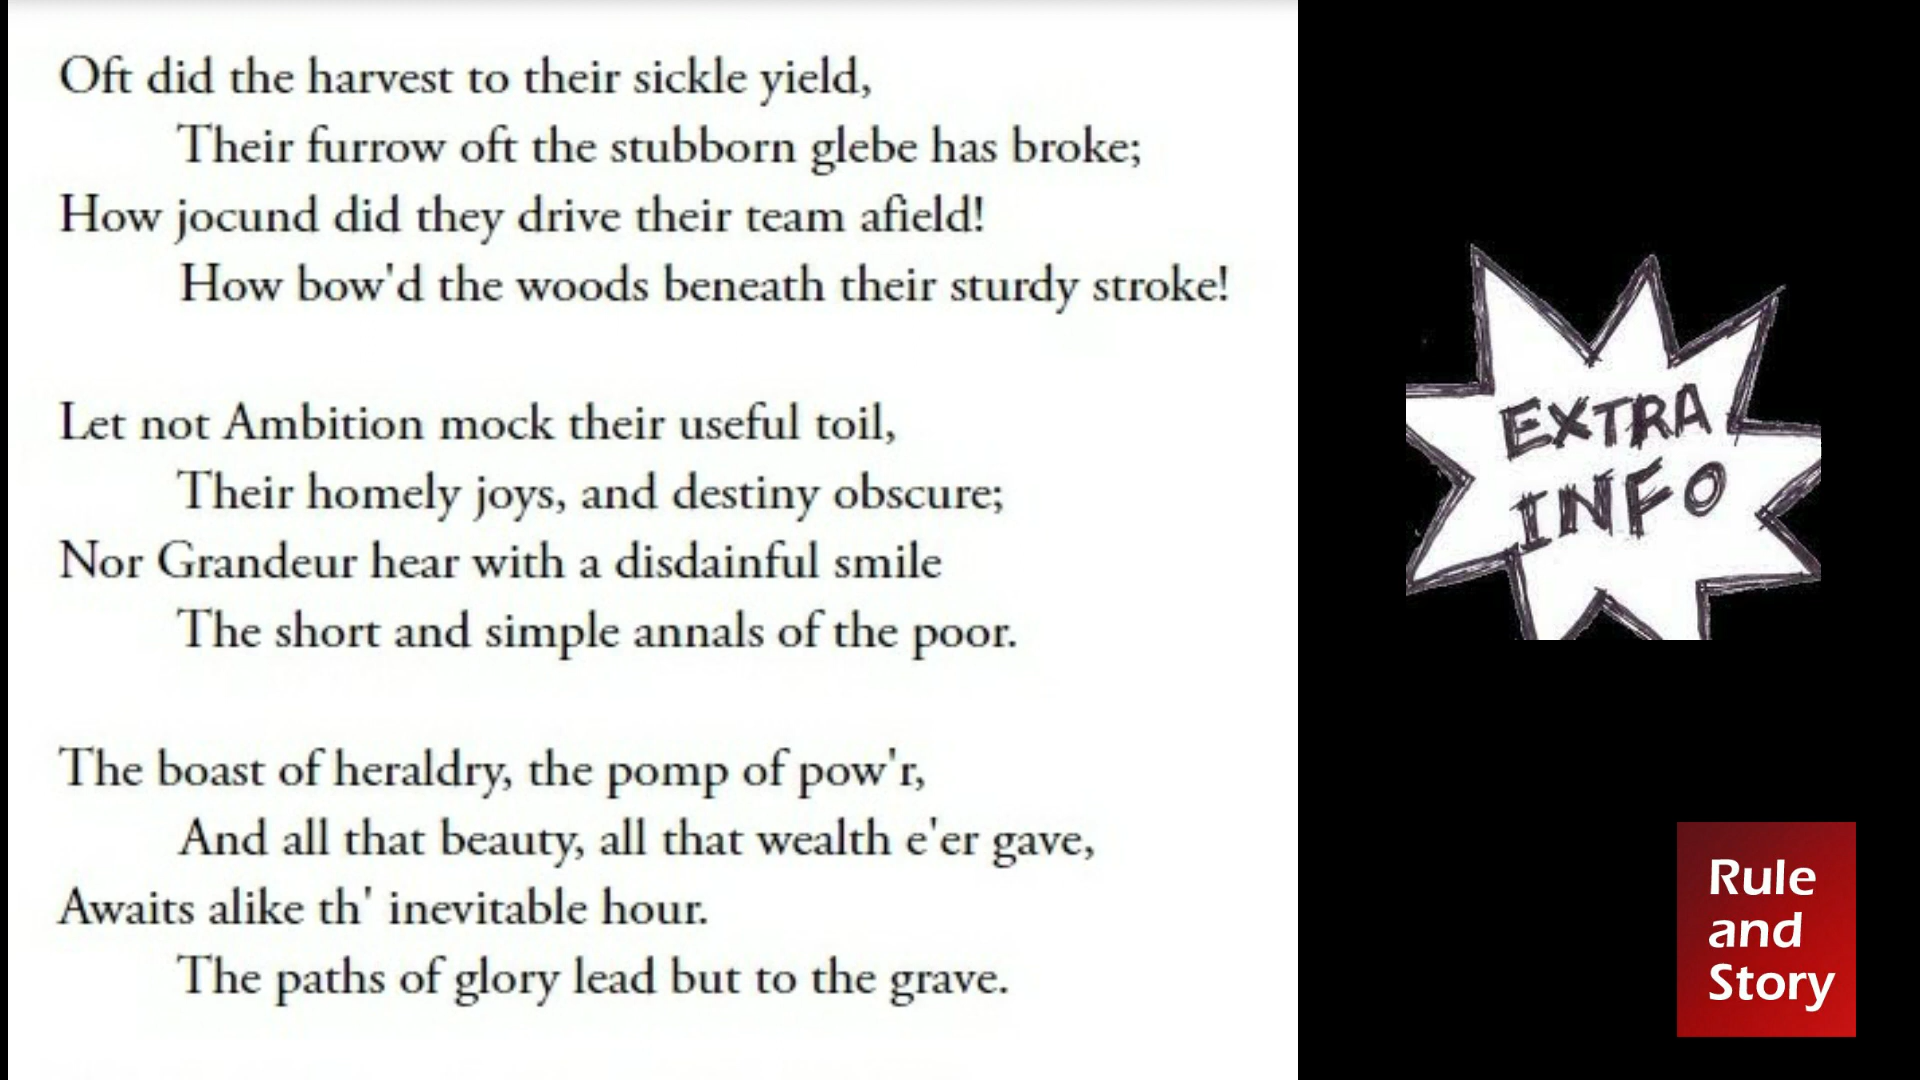 Oft did the harvest to their sickle yield,
Their furrow oft the stubborn glebe has broke;
How jocund did they drive their team afield!
How bow'd the woods beneath their sturdy stroke!
Let not Ambition mock their useful toil,
Their homely joys, and destiny obscure;
Nor Grandeur hear with a disdainful smile
The short and simple annals of the poor.
The boast of heraldry, the pomp of pow'r,
And all that beauty, all that wealth e'er gave,
Awaits alike th' inevitable hour.
The paths of glory lead but to the grave.
EXTRA
INFO
Rule
and
Story